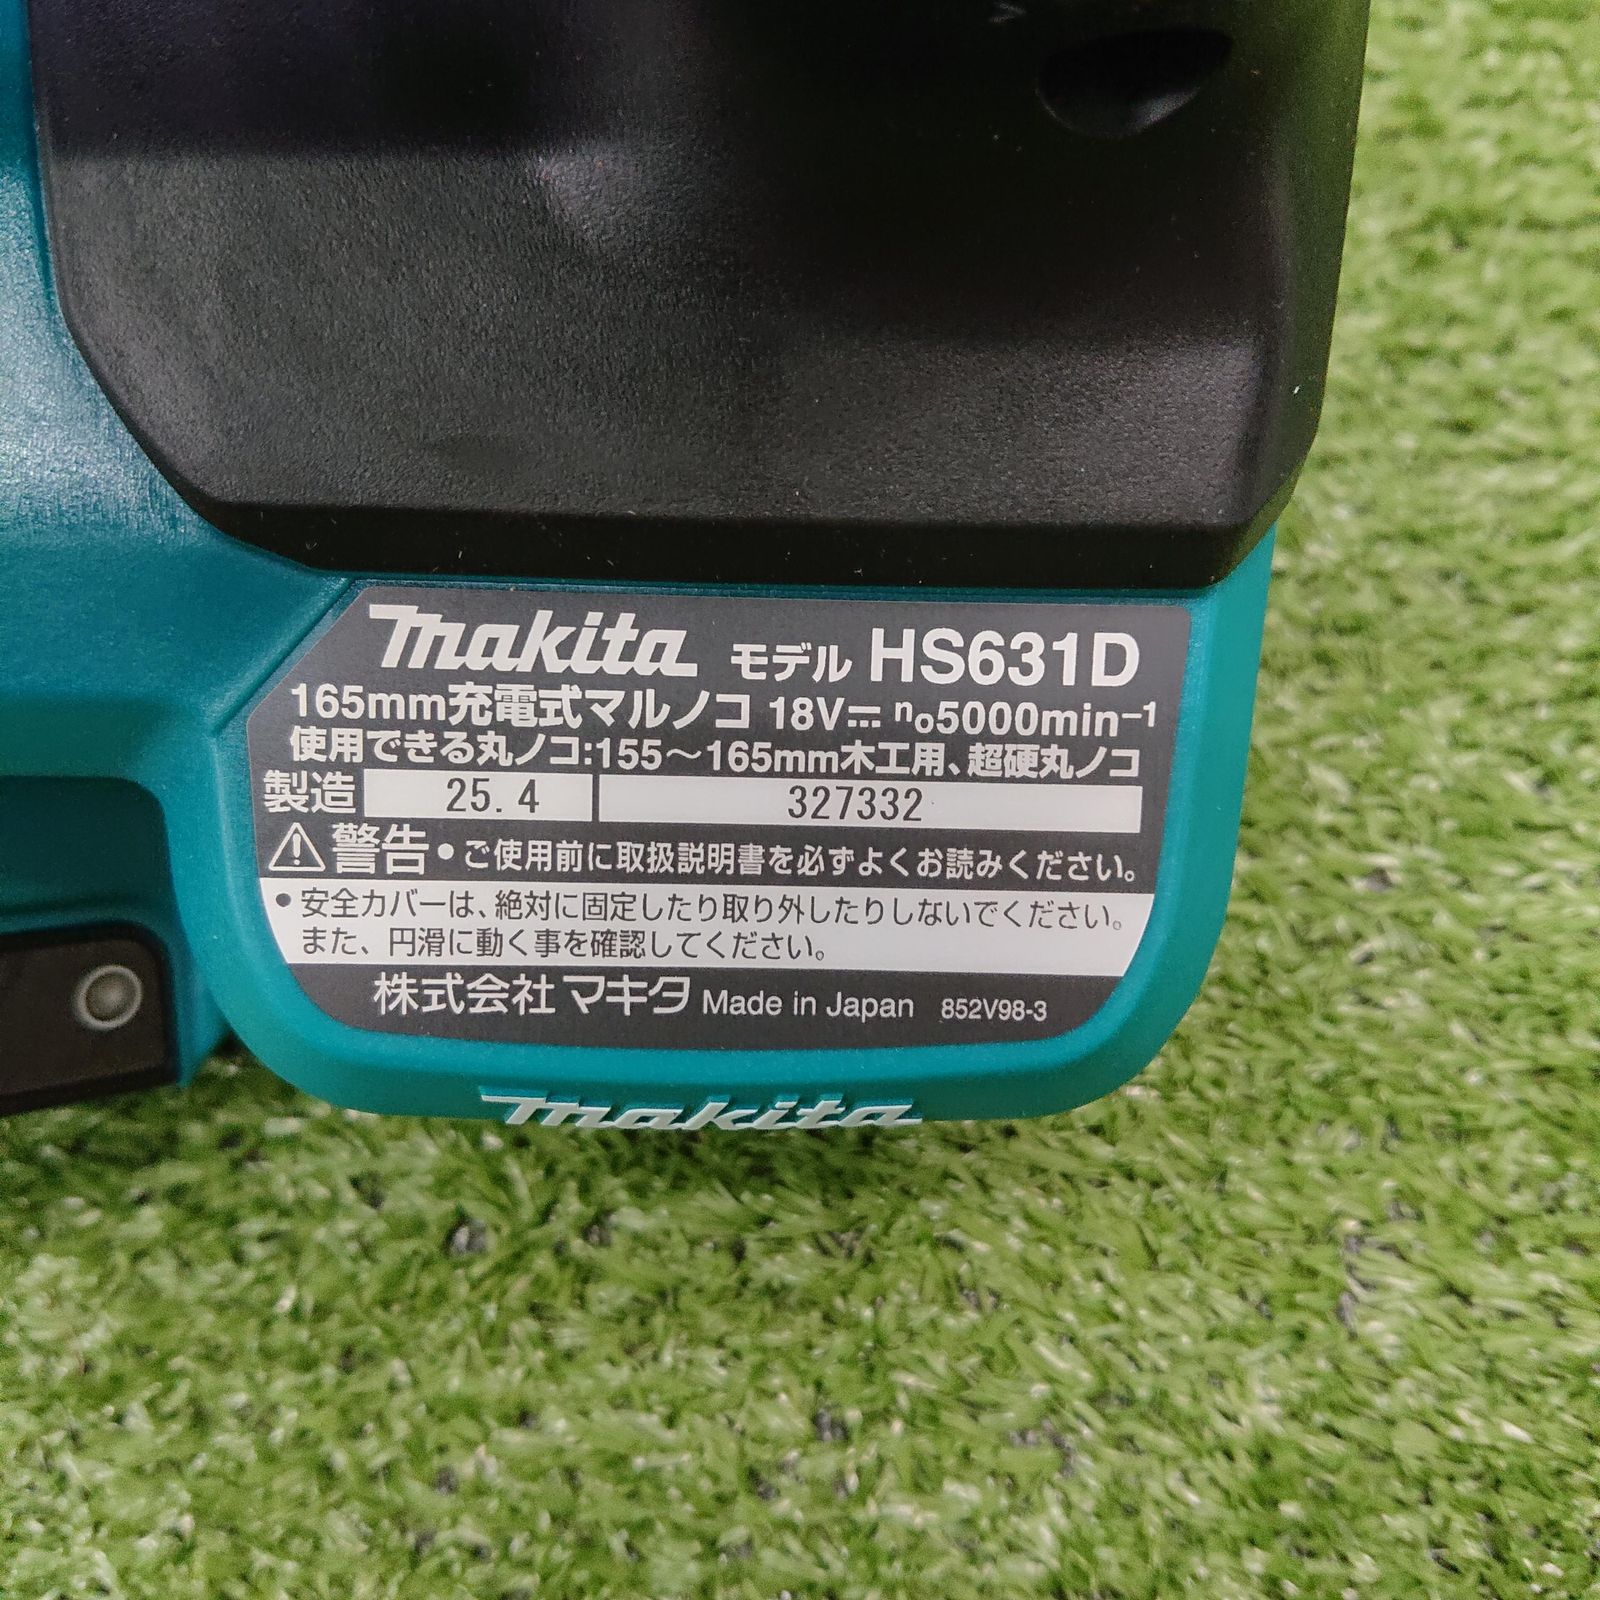 makita モデル HS631D
165mm充電式マルノコ 18V⎓ n₀5000min⁻¹
使用できる丸ノコ:155～165mm木工用、超硬丸ノコ
製造 25.4 327332
⚠警告 •ご使用前に取扱説明書を必ずよくお読みください。
•安全カバーは、絶対に固定したり取り外したりしないでください。
また、円滑に動く事を確認してください。
株式会社マキタ Made in Japan 852V98-3
makita